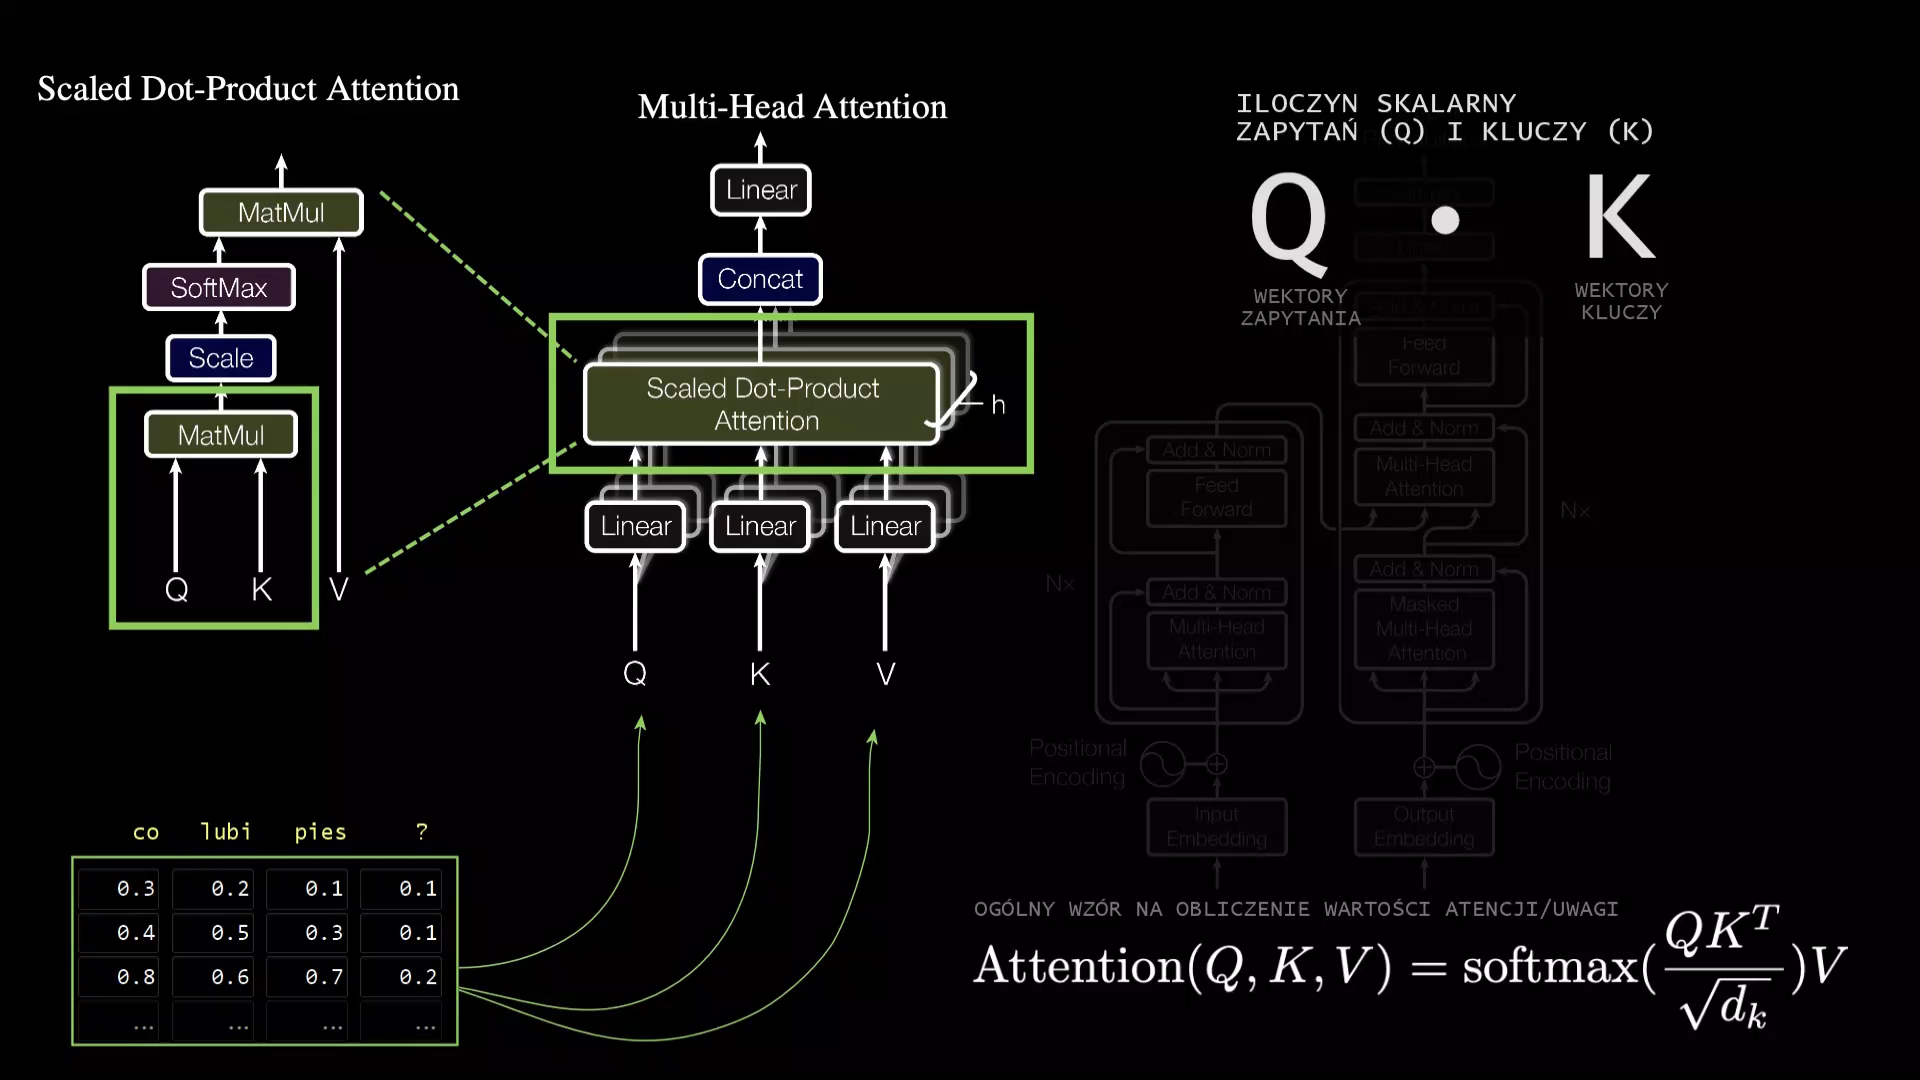 Scaled Dot-Product Attention
MatMul
SoftMax
Scale
MatMul
Q K V
Multi-Head Attention
Linear
Concat
Scaled Dot-Product
Attention
h
Linear Linear Linear
Q K V
co lubi pies ?
0.3 0.2 0.1 0.1
0.4 0.5 0.3 0.1
0.8 0.6 0.7 0.2
... ... ... ...
ILOCZYN SKALARNY
ZAPYTAŃ (Q) I KLUCZY (K)
Q • K
WEKTORY
ZAPYTANIA
WEKTORY
KLUCZY
Add & Norm
Feed
Forward
Add & Norm
Multi-Head
Attention
Nx
Add & Norm
Masked
Multi-Head
Attention
Add & Norm
Feed
Forward
Nx
Add & Norm
Multi-Head
Attention
Positional
Encoding
Positional
Encoding
Input
Embedding
Output
Embedding
OGÓLNY WZÓR NA OBLICZENIE WARTOŚCI ATENCJI/UWAGI
Attention(Q, K, V) = softmax(QK^T/√d_k)V